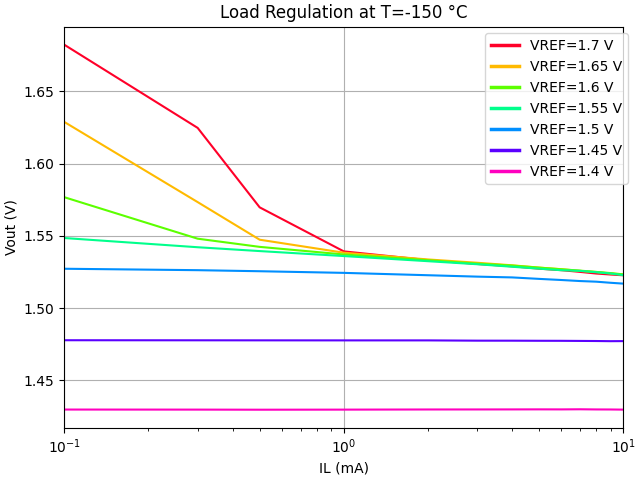 Load Regulation at T=-150 °C
VREF=1.7 V
VREF=1.65 V
VREF=1.6 V
VREF=1.55 V
VREF=1.5 V
VREF=1.45 V
VREF=1.4 V
Vout (V)
1.65
1.60
1.55
1.50
1.45
10⁻¹ 10⁰ 10¹
IL (mA)